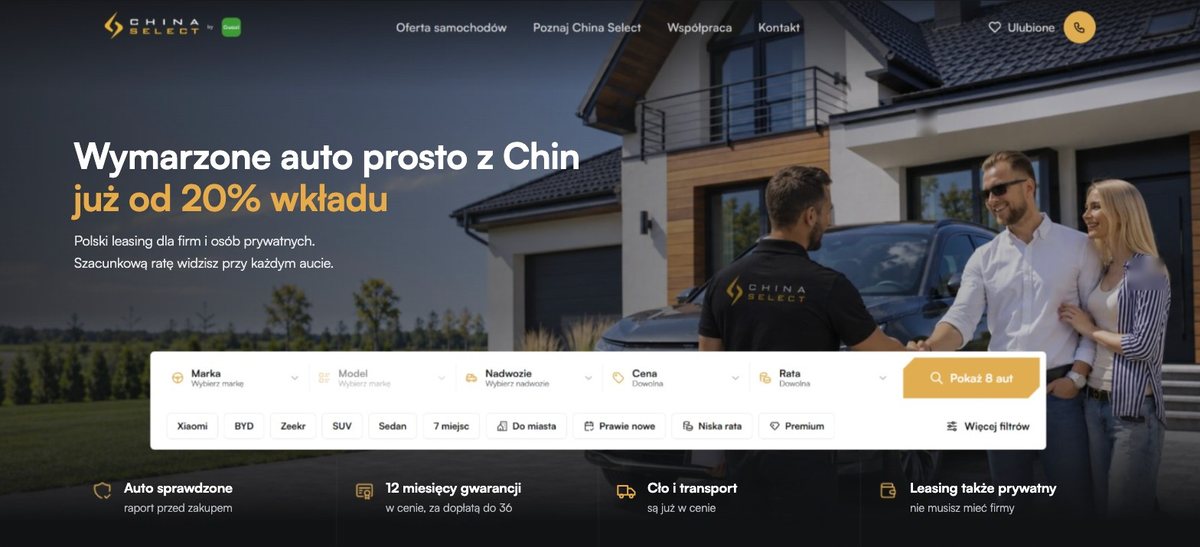 CHINA
SELECT
by
Oferta samochodów
Poznaj China Select
Współpraca
Kontakt
Ulubione
Wymarzone auto prosto z Chin
już od 20% wkładu
Polski leasing dla firm i osób prywatnych.
Szacunkową ratę widzisz przy każdym aucie.
CHINA
SELECT
Marka
Wybierz markę
Model
Wybierz markę
Nadwozie
Wybierz nadwozie
Cena
Dowolna
Rata
Dowolna
Pokaż 8 aut
Xiaomi
BYD
Zeekr
SUV
Sedan
7 miejsc
Do miasta
Prawie nowe
Niska rata
Premium
Więcej filtrów
Auto sprawdzone
raport przed zakupem
12 miesięcy gwarancji
w cenie, za dopłatą do 36
Cło i transport
są już w cenie
Leasing także prywatny
nie musisz mieć firmy